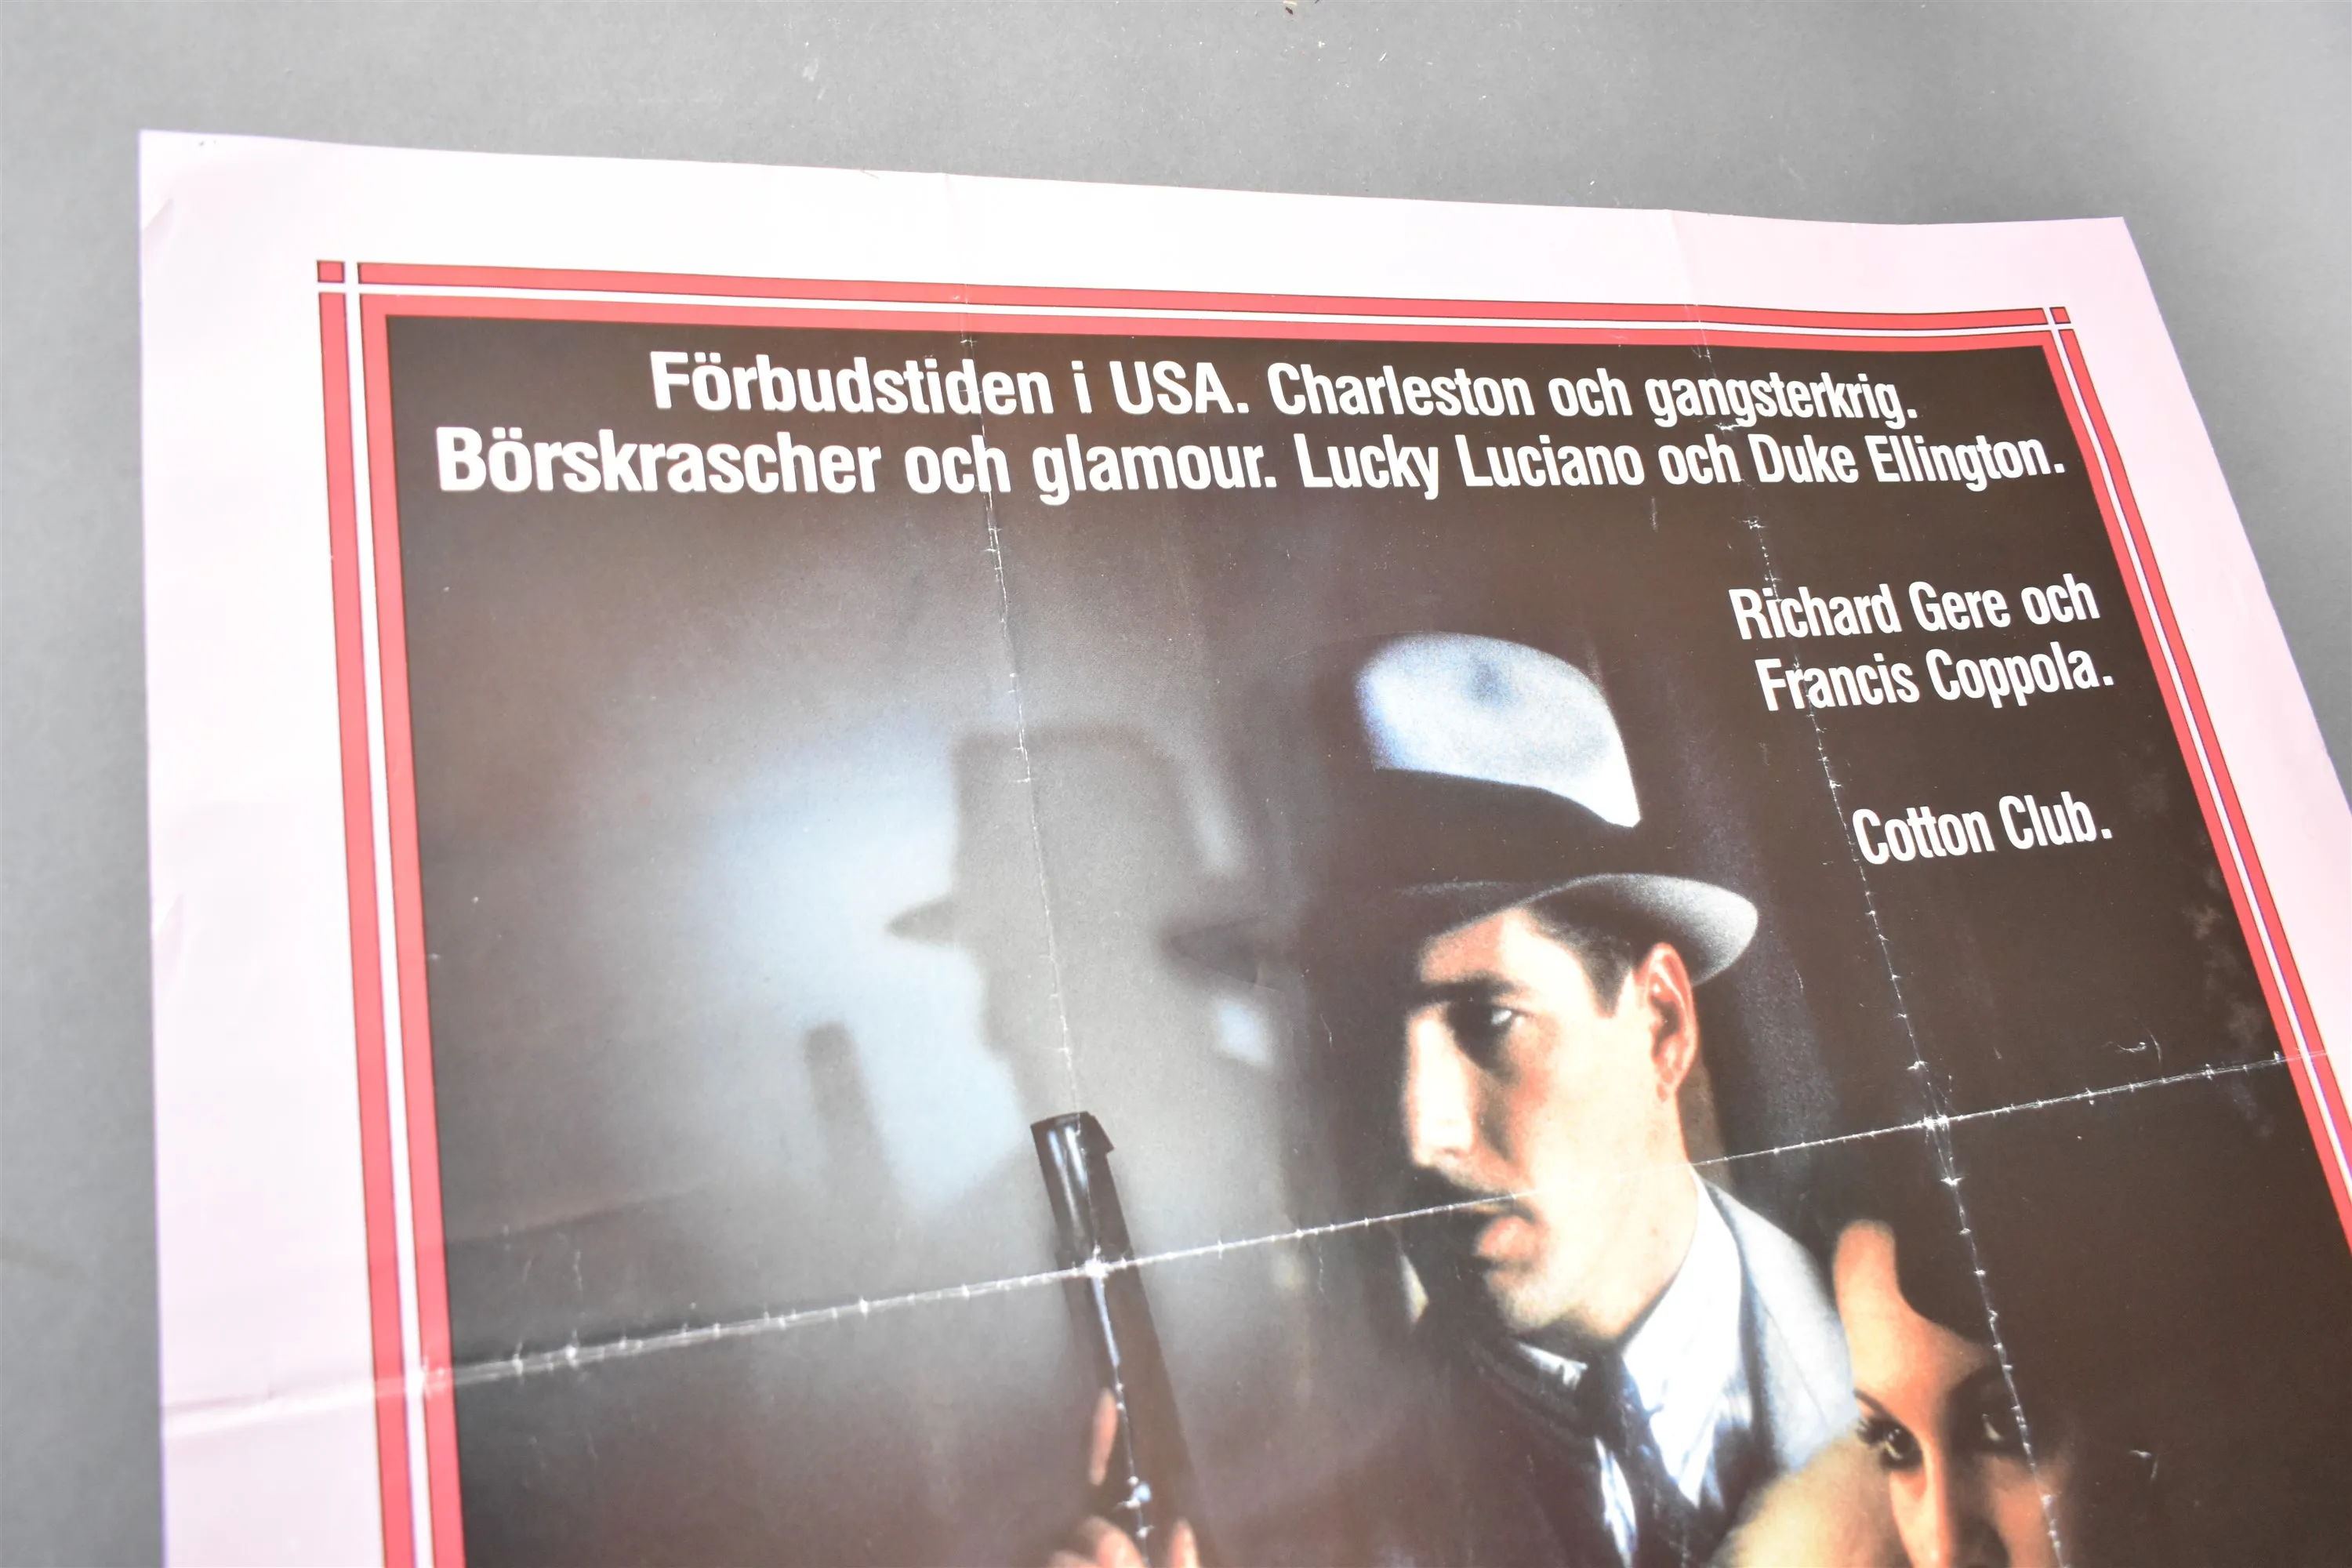 Förbudstiden i USA. Charleston och gangsterkrig.
Börskrascher och glamour. Lucky Luciano och Duke Ellington.
Richard Gere och
Francis Coppola.
Cotton Club.